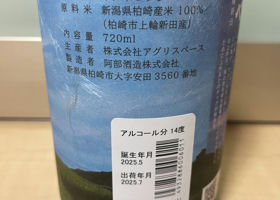 原料米 新潟県柏崎産米 100%
(柏崎市上輪新田産)
内容量 720ml
生産者 株式会社アグリスペース
製造者 阿部酒造株式会社
新潟県柏崎市大字安田 3560 番地
アルコール分 14度
誕生年月
2025.5
出荷年月
2025.7